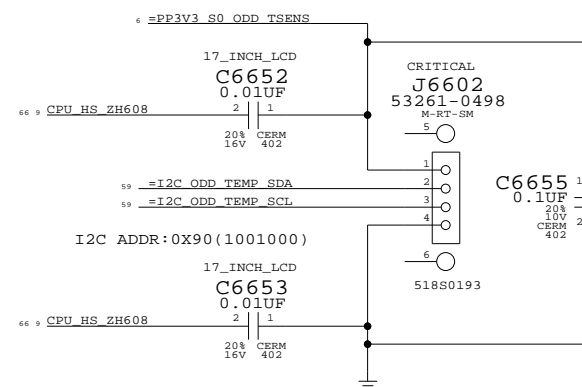 6 =PP3V3_S0_ODD_TSENS
17_INCH_LCD
C6652
0.01UF
66 9 CPU_HS_ZH608
2 1
20% CERM
16V 402
CRITICAL
J6602
53261-0498
M-RT-SM
5
1
59 =I2C_ODD_TEMP_SDA 2
59 =I2C_ODD_TEMP_SCL 3
4
6
518S0193
C6655 1
0.1UF
20%
10V 2
CERM
402
I2C ADDR:0X90(1001000)
17_INCH_LCD
C6653
0.01UF
66 9 CPU_HS_ZH608
2 1
20% CERM
16V 402